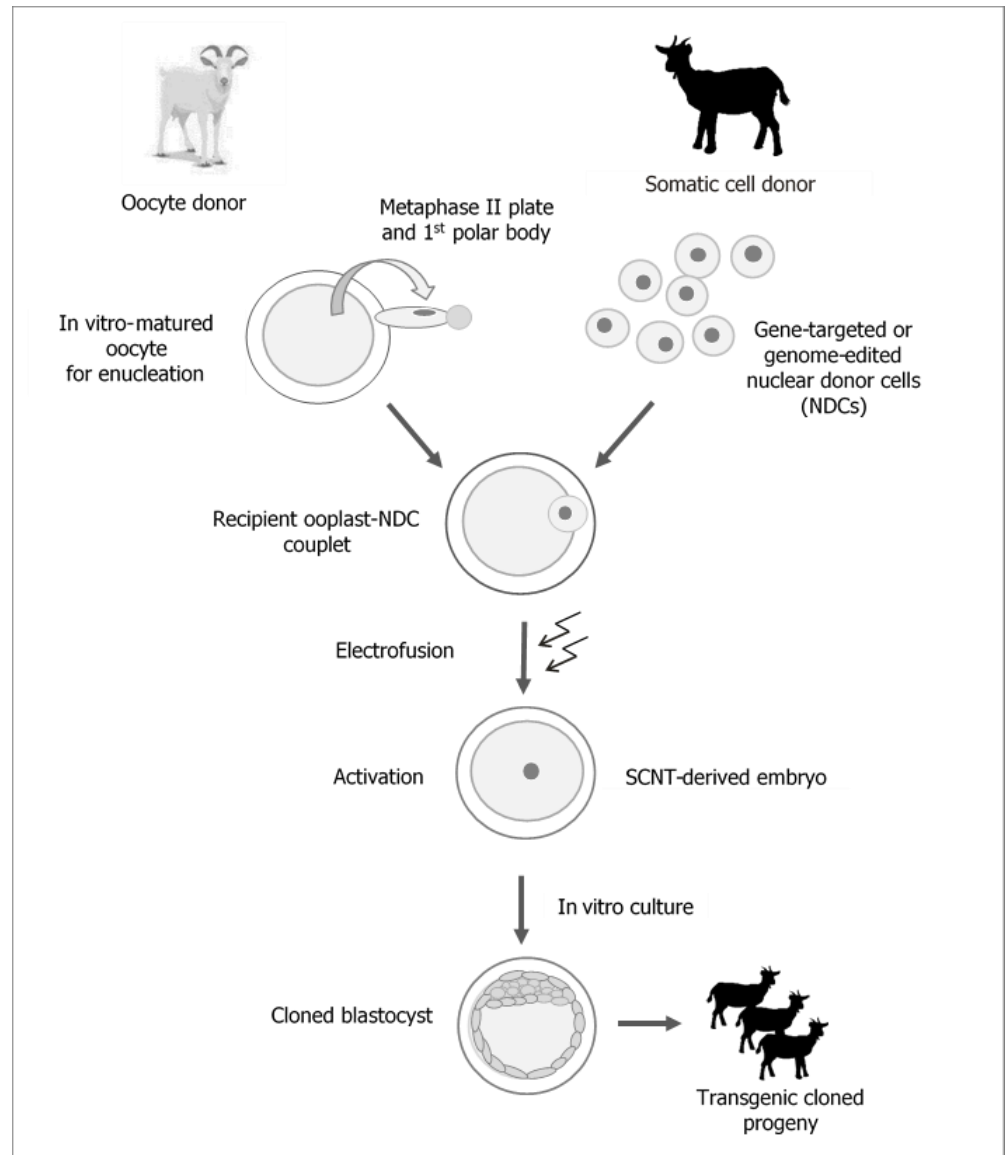 Oocyte donor
Somatic cell donor
Metaphase II plate
and 1st polar body
In vitro-matured
oocyte
for enucleation
Gene-targeted or
genome-edited
nuclear donor cells
(NDCs)
Recipient ooplast-NDC
couplet
Electrofusion
Activation
SCNT-derived embryo
In vitro culture
Cloned blastocyst
Transgenic cloned
progeny